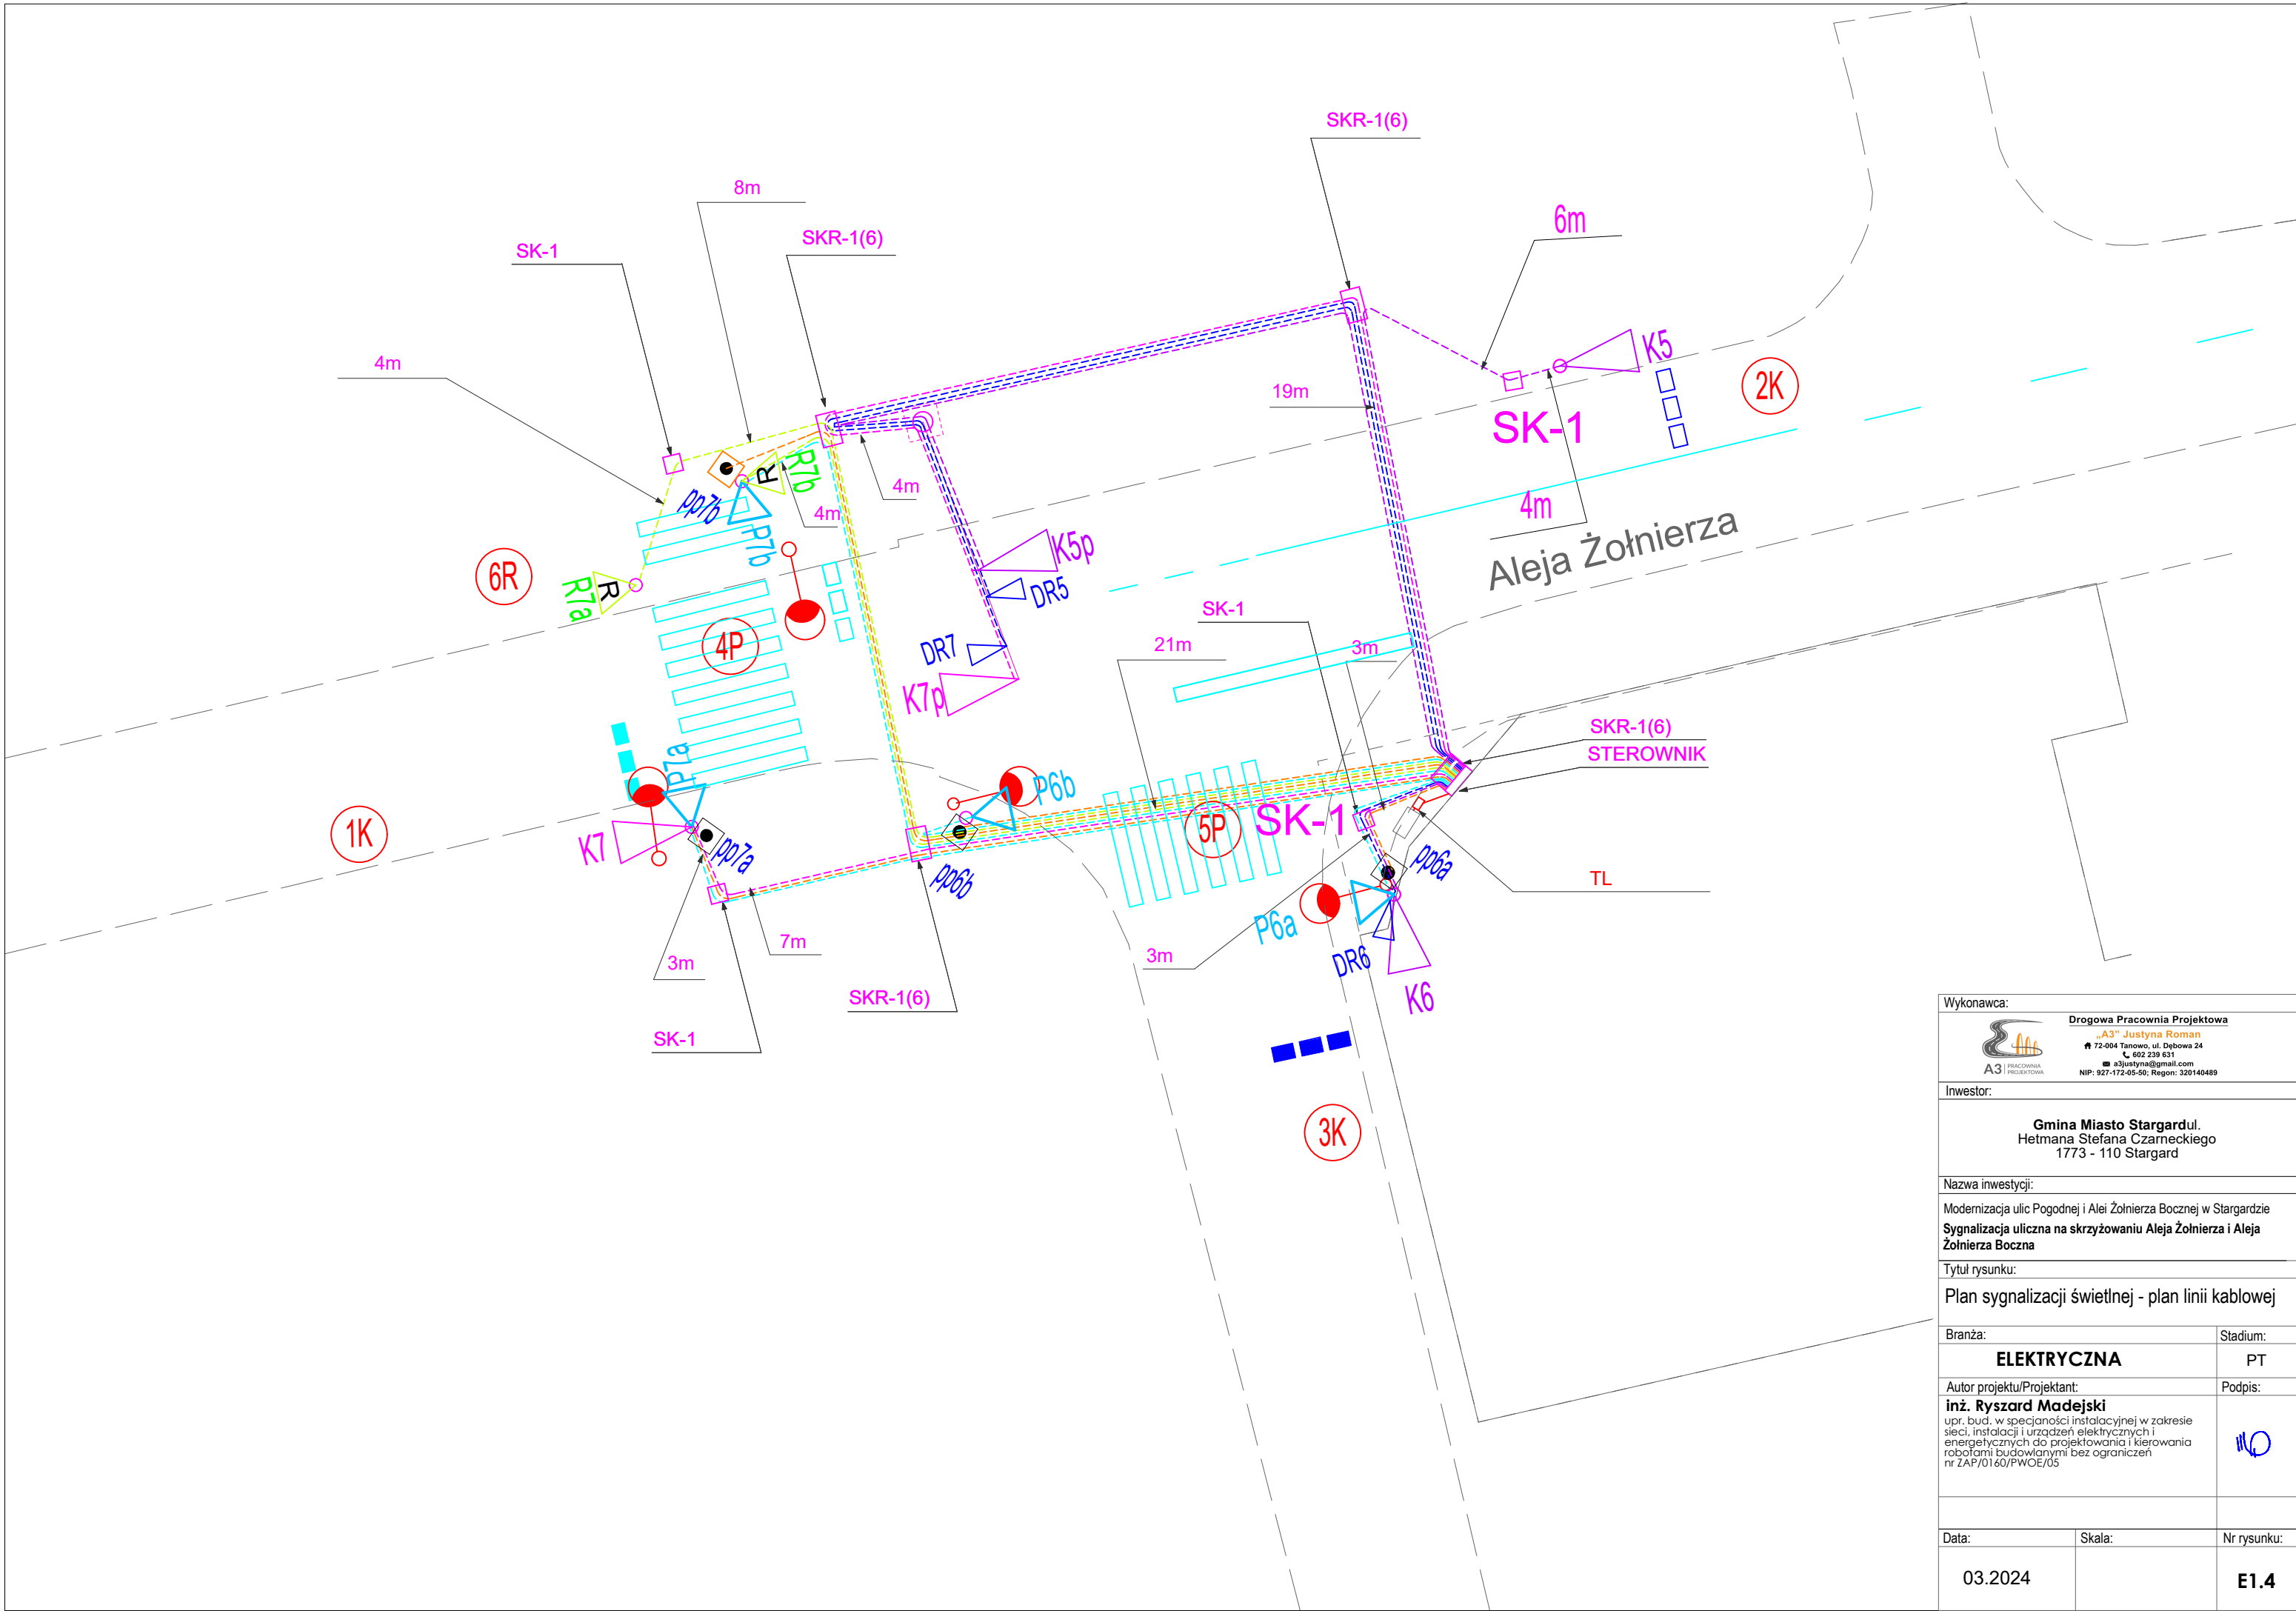 SKR-1(6)
8m
6m
SKR-1(6)
SK-1
K5
4m
19m
2K
SK-1
R
R7b
4m
4m
pp7b
4m
P7b
K5p
Aleja Żołnierza
6R
R
R7a
DR5
SK-1
4P
DR7
21m
3m
K7p
SKR-1(6)
STEROWNIK
P7a
P6b
1K
K7
pp7a
5P
SK-1
pp6a
pp6b
TL
P6a
7m
3m
3m
DR6
SKR-1(6)
K6
SK-1
3K
Wykonawca:
Drogowa Pracownia Projektowa
„A3" Justyna Roman
72-004 Tanowo, ul. Dębowa 24
602 239 631
a3justyna@gmail.com
NIP: 927-172-05-50; Regon: 320140489
A3 PRACOWNIA
PROJEKTOWA
Inwestor:
Gmina Miasto Stargardul.
Hetmana Stefana Czarneckiego
1773 - 110 Stargard
Nazwa inwestycji:
Modernizacja ulic Pogodnej i Alei Żołnierza Bocznej w Stargardzie
Sygnalizacja uliczna na skrzyżowaniu Aleja Żołnierza i Aleja
Żołnierza Boczna
Tytuł rysunku:
Plan sygnalizacji świetlnej - plan linii kablowej
Branża: Stadium:
ELEKTRYCZNA PT
Autor projektu/Projektant: Podpis:
inż. Ryszard Madejski
upr. bud. w specjaności instalacyjnej w zakresie
sieci, instalacji i urządzeń elektrycznych i
energetycznych do projektowania i kierowania
robotami budowlanymi bez ograniczeń
nr ZAP/0160/PWOE/05
Data: Skala: Nr rysunku:
03.2024 E1.4